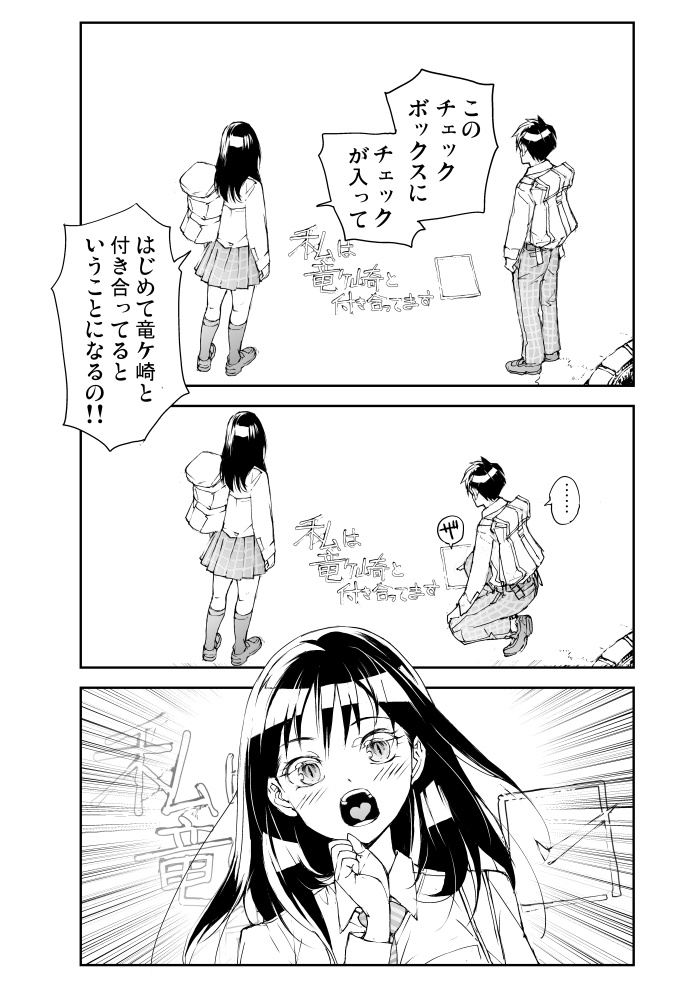 この
チェック
ボックスに
チェック
が入って
はじめて竜ケ崎と
付き合ってると
いうことになるの!!
私は
竜ケ崎と
付き合ってます
……
ザ
私は
竜ケ崎と
付き合ってます
私は
竜